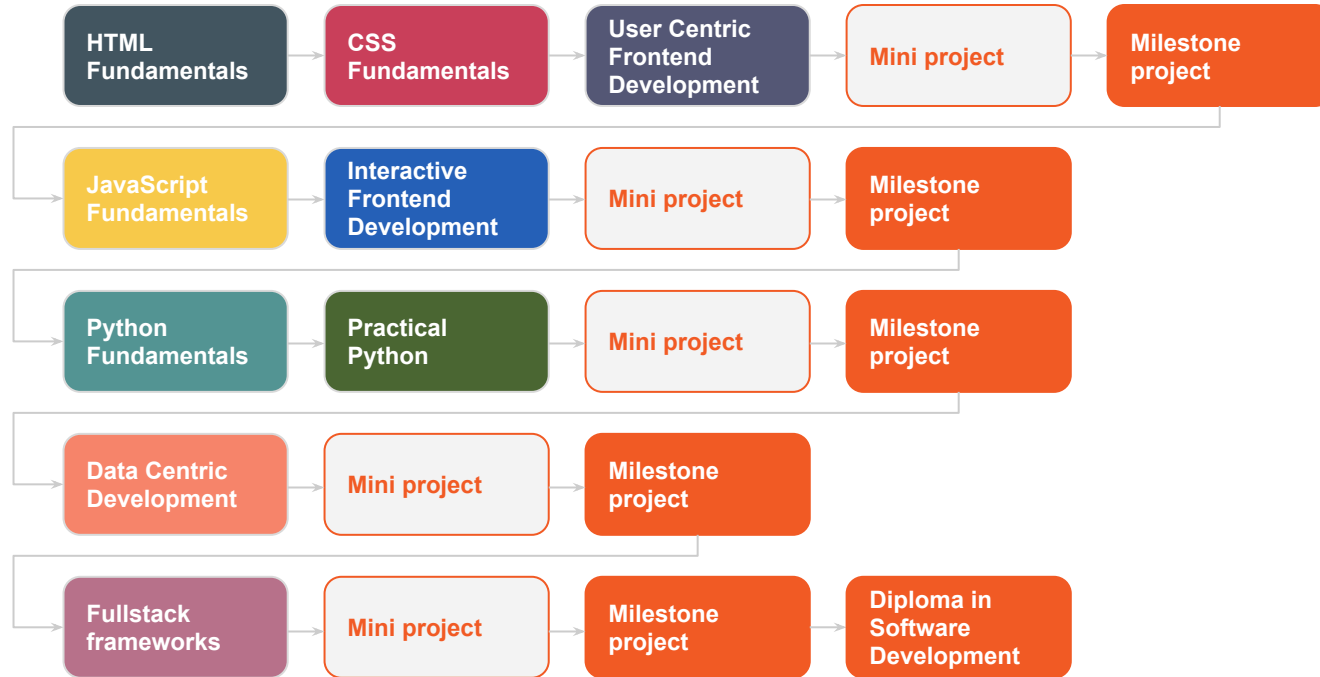 HTML
Fundamentals
CSS
Fundamentals
User Centric
Frontend
Development
Mini project
Milestone
project
JavaScript
Fundamentals
Interactive
Frontend
Development
Mini project
Milestone
project
Python
Fundamentals
Practical
Python
Mini project
Milestone
project
Data Centric
Development
Mini project
Milestone
project
Fullstack
frameworks
Mini project
Milestone
project
Diploma in
Software
Development